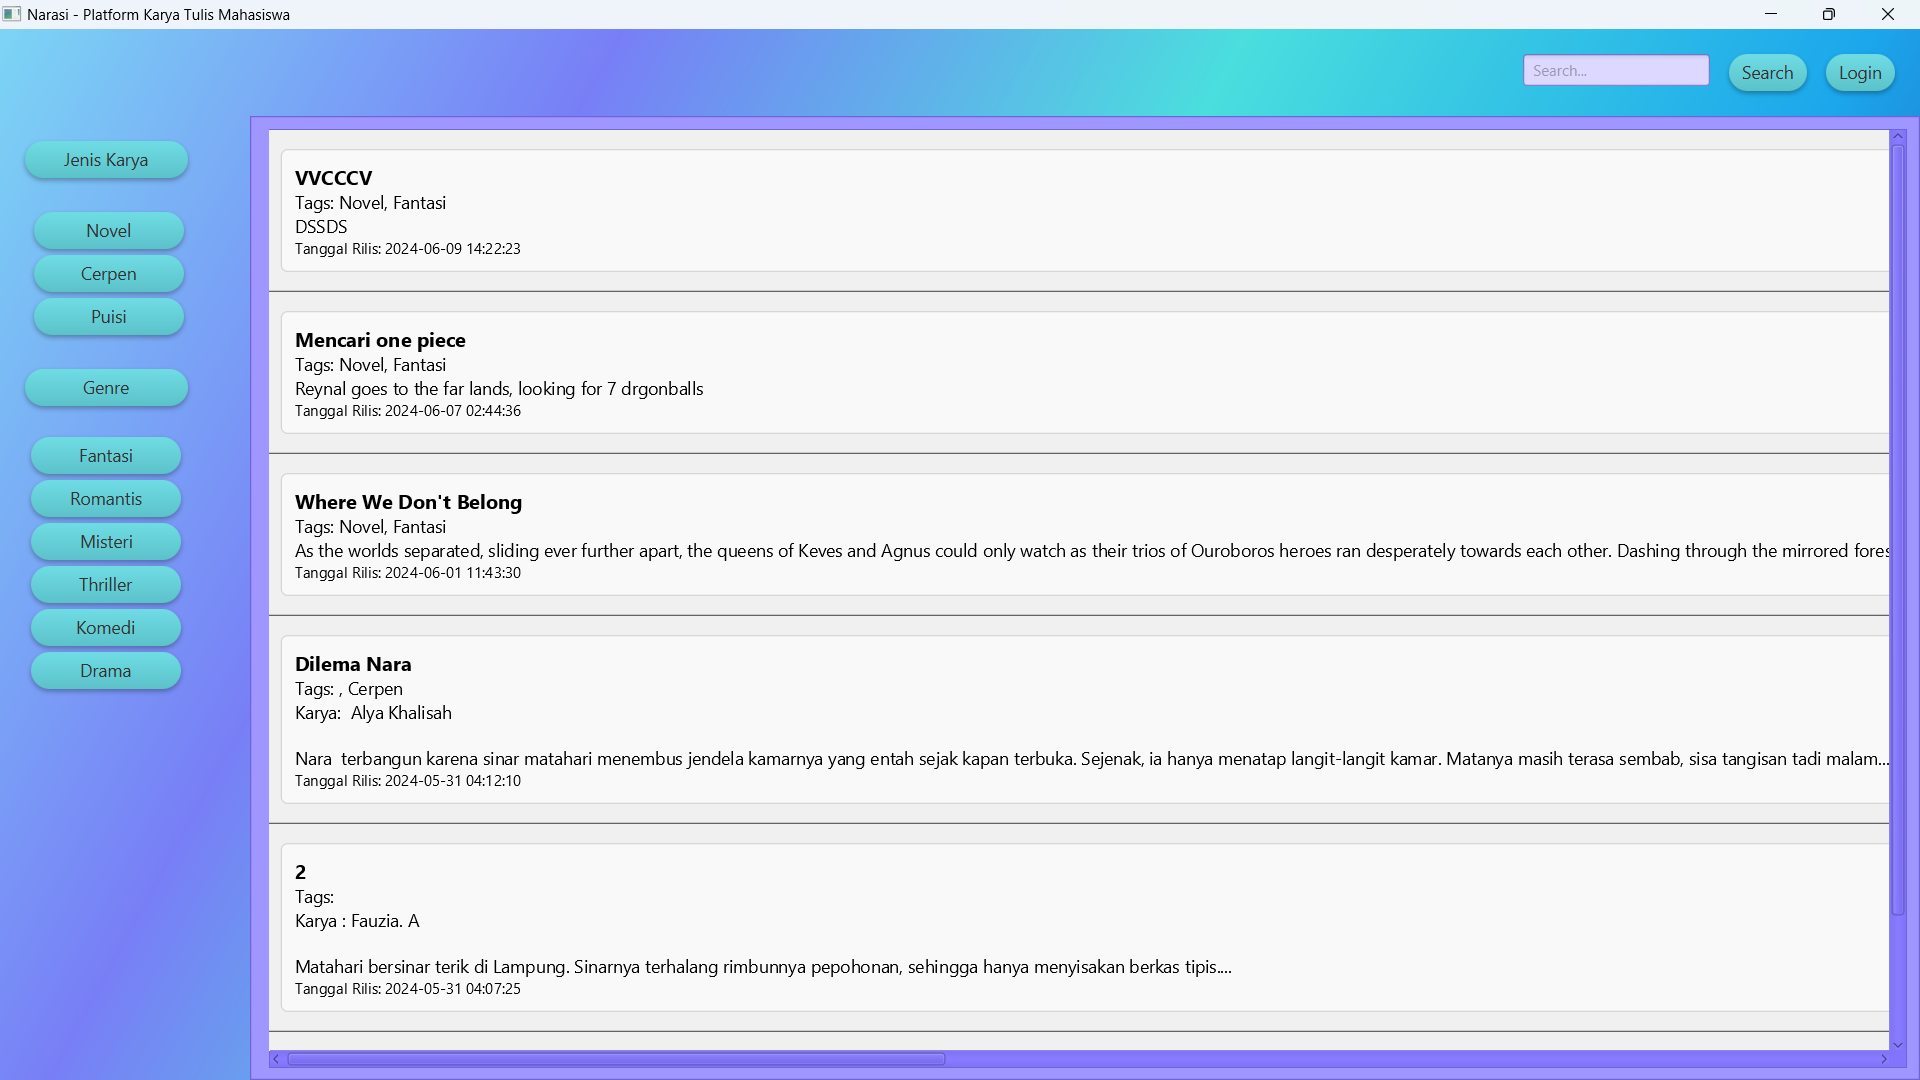 Narasi - Platform Karya Tulis Mahasiswa
Search...
Search
Login
Jenis Karya
Novel
Cerpen
Puisi
Genre
Fantasi
Romantis
Misteri
Thriller
Komedi
Drama
VVCCCV
Tags: Novel, Fantasi
DSSDS
Tanggal Rilis: 2024-06-09 14:22:23
Mencari one piece
Tags: Novel, Fantasi
Reynal goes to the far lands, looking for 7 drgonballs
Tanggal Rilis: 2024-06-07 02:44:36
Where We Don't Belong
Tags: Novel, Fantasi
As the worlds separated, sliding ever further apart, the queens of Keves and Agnus could only watch as their trios of Ouroboros heroes ran desperately towards each other. Dashing through the mirrored fores
Tanggal Rilis: 2024-06-01 11:43:30
Dilema Nara
Tags: , Cerpen
Karya:  Alya Khalisah
Nara  terbangun karena sinar matahari menembus jendela kamarnya yang entah sejak kapan terbuka. Sejenak, ia hanya menatap langit-langit kamar. Matanya masih terasa sembab, sisa tangisan tadi malam...
Tanggal Rilis: 2024-05-31 04:12:10
2
Tags:
Karya : Fauzia. A
Matahari bersinar terik di Lampung. Sinarnya terhalang rimbunnya pepohonan, sehingga hanya menyisakan berkas tipis....
Tanggal Rilis: 2024-05-31 04:07:25